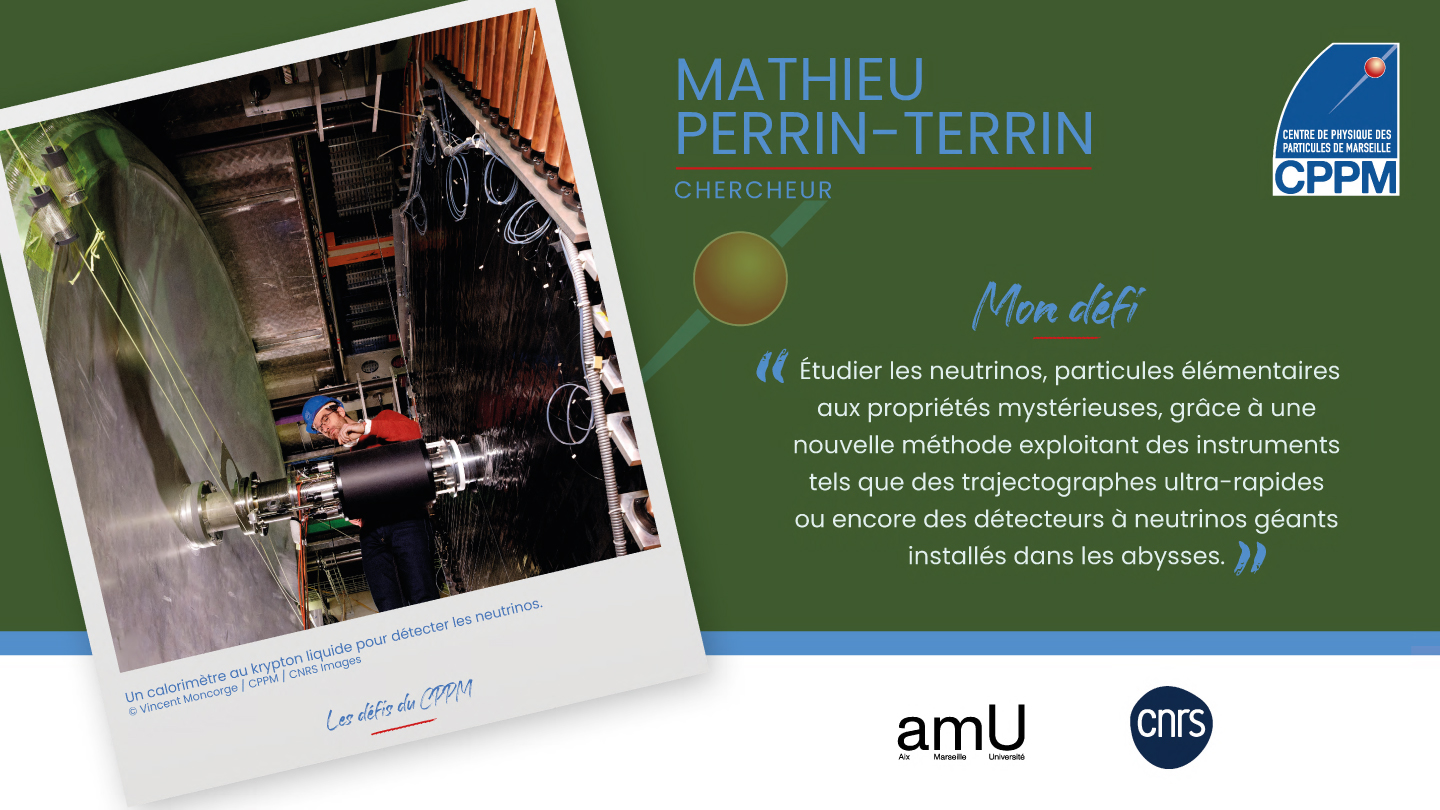 MATHIEU
PERRIN-TERRIN
CHERCHEUR
CENTRE DE PHYSIQUE DES
PARTICULES DE MARSEILLE
CPPM
Mon défi
“ Étudier les neutrinos, particules élémentaires
aux propriétés mystérieuses, grâce à une
nouvelle méthode exploitant des instruments
tels que des trajectographes ultra-rapides
ou encore des détecteurs à neutrinos géants
installés dans les abysses. ”
Un calorimètre au krypton liquide pour détecter les neutrinos.
© Vincent Moncorge / CPPM / CNRS Images
Les défis du CPPM
amU
Aix Marseille Université
cnrs